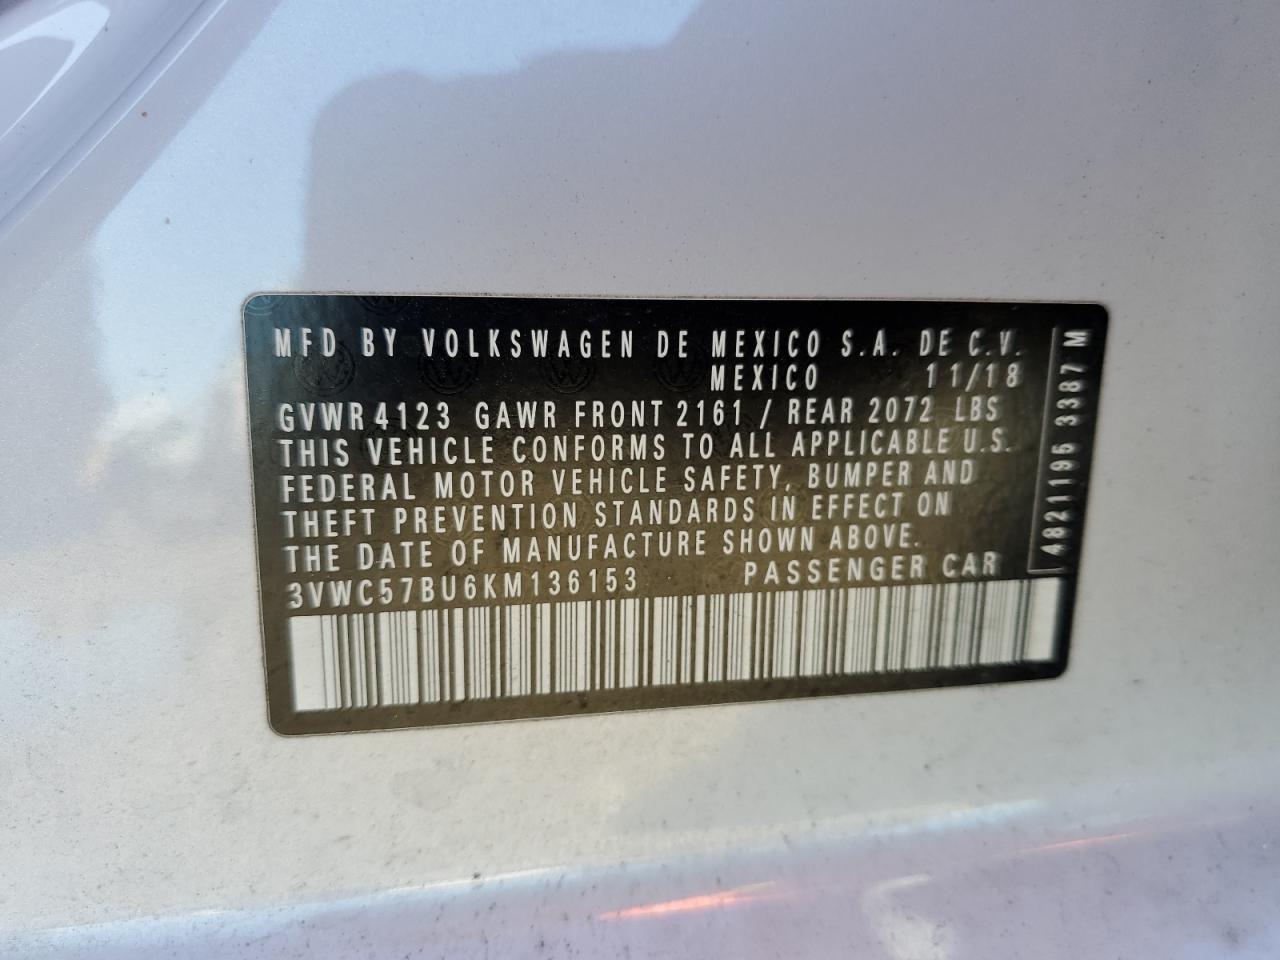 MFD BY VOLKSWAGEN DE MEXICO S.A. DE C.V.
MEXICO 11/18
GVWR 4123 GAWR FRONT 2161 / REAR 2072 LBS
THIS VEHICLE CONFORMS TO ALL APPLICABLE U.S.
FEDERAL MOTOR VEHICLE SAFETY, BUMPER AND
THEFT PREVENTION STANDARDS IN EFFECT ON
THE DATE OF MANUFACTURE SHOWN ABOVE.
3VWC57BU6KM136153 PASSENGER CAR
4821195 3387 M